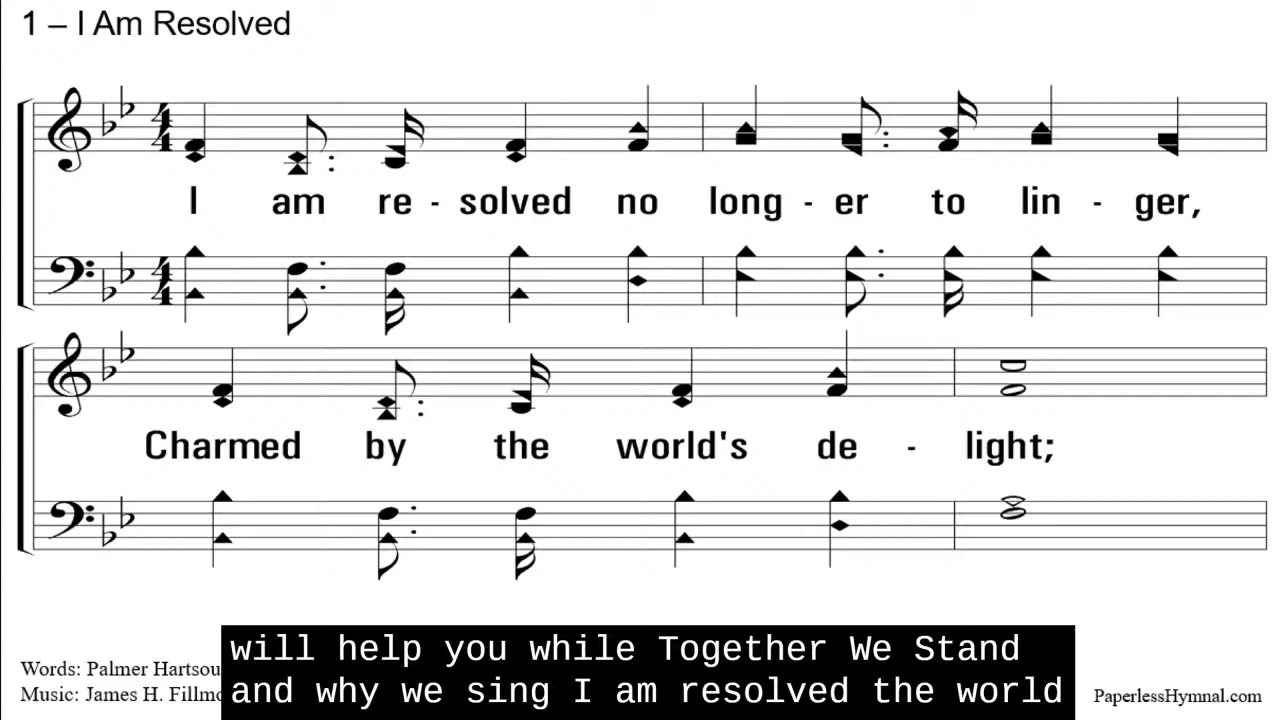 1 – I Am Resolved
I am re - solved no long - er to lin - ger,
Charmed by the world's de - light;
will help you while Together We Stand
and why we sing I am resolved the world
Words: Palmer
Music: James H.
PaperlessHymnal.com